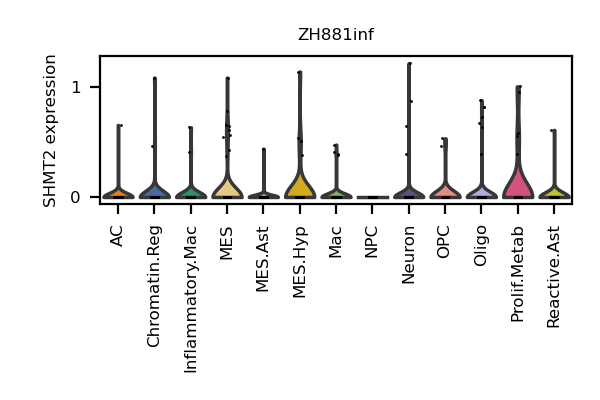 ZH881inf
SHMT2 expression
1
0
AC
Chromatin.Reg
Inflammatory.Mac
MES
MES.Ast
MES.Hyp
Mac
NPC
Neuron
OPC
Oligo
Prolif.Metab
Reactive.Ast